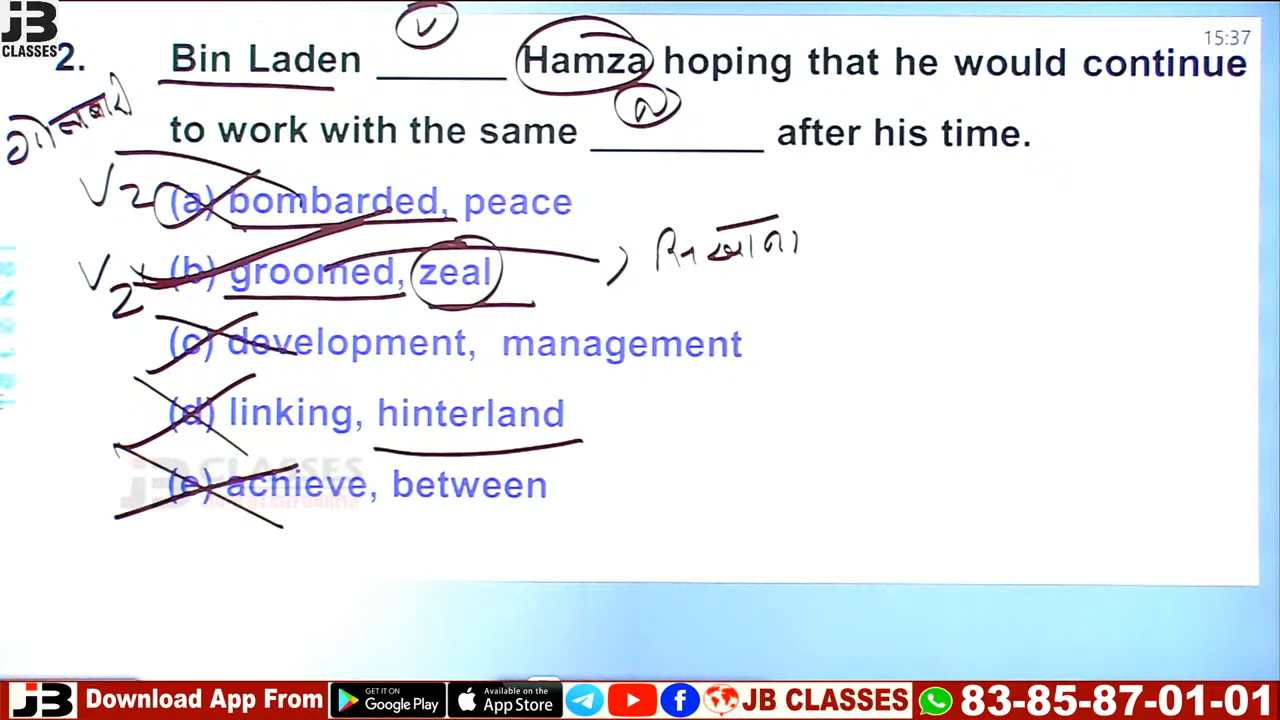 JB
CLASSES
15:37
V
2. Bin Laden ________ Hamza hoping that he would continue
N
to work with the same __________ after his time.
गोलाबारी
V2 (a) bombarded, peace
V2 (b) groomed, zeal
सिखाना
(c) development, management
(d) linking, hinterland
JB CLASSES
(e) achieve, between
JB Download App From GET IT ON Google Play Available on the App Store JB CLASSES 83-85-87-01-01